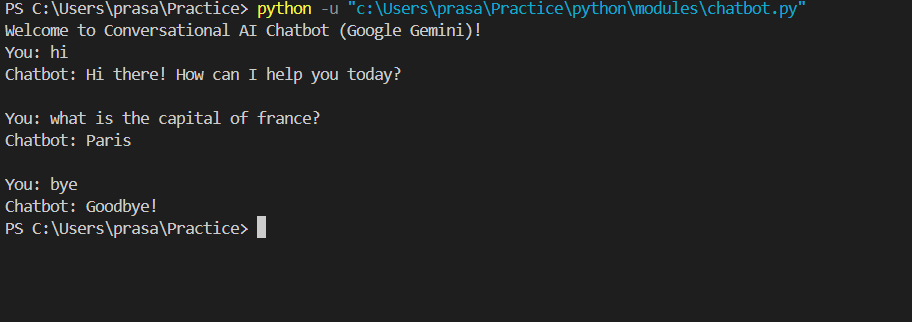 PS C:\Users\prasa\Practice> python -u "c:\Users\prasa\Practice\python\modules\chatbot.py"
Welcome to Conversational AI Chatbot (Google Gemini)!
You: hi
Chatbot: Hi there! How can I help you today?
You: what is the capital of france?
Chatbot: Paris
You: bye
Chatbot: Goodbye!
PS C:\Users\prasa\Practice>